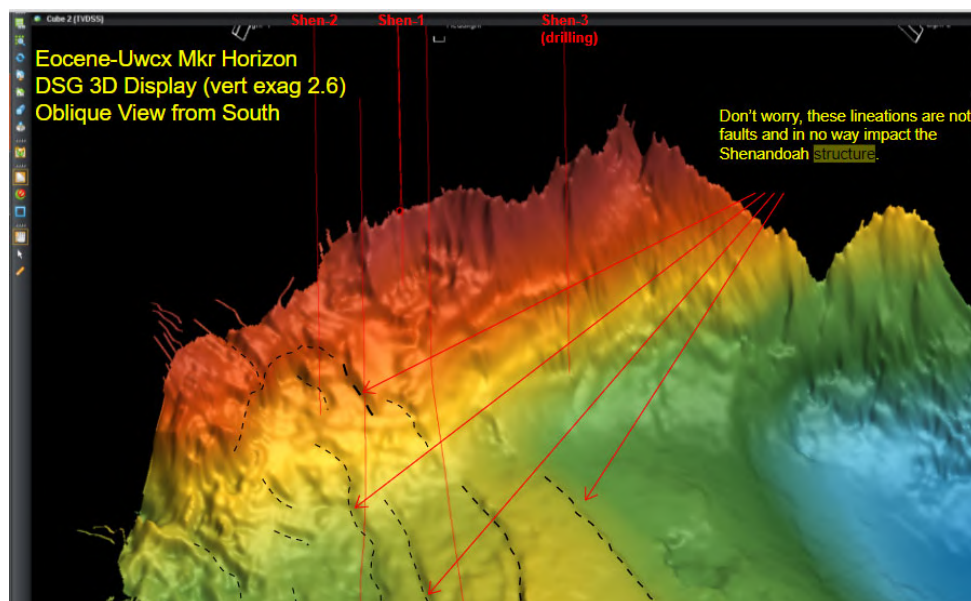 Cube 2 (TVDSS)
Shen-2 Shen-1 Shen-3
(drilling)
Eocene-Uwcx Mkr Horizon
DSG 3D Display (vert exag 2.6)
Oblique View from South
Don't worry, these lineations are not
faults and in no way impact the
Shenandoah structure.